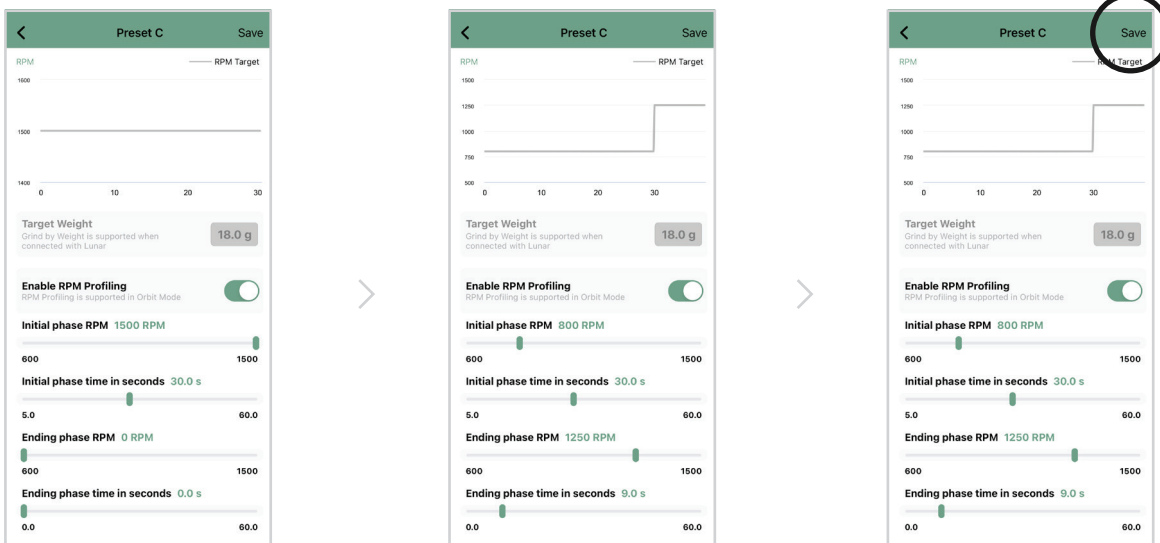 Preset C Save
RPM RPM Target
1600
1500
1400
0 10 20 30
Target Weight
Grind by Weight is supported when
connected with Lunar
18.0 g
Enable RPM Profiling
RPM Profiling is supported in Orbit Mode
Initial phase RPM 1500 RPM
600 1500
Initial phase time in seconds 30.0 s
5.0 60.0
Ending phase RPM 0 RPM
600 1500
Ending phase time in seconds 0.0 s
0.0 60.0
Preset C Save
RPM RPM Target
1500
1250
1000
750
500
0 10 20 30
Target Weight
Grind by Weight is supported when
connected with Lunar
18.0 g
Enable RPM Profiling
RPM Profiling is supported in Orbit Mode
Initial phase RPM 800 RPM
600 1500
Initial phase time in seconds 30.0 s
5.0 60.0
Ending phase RPM 1250 RPM
600 1500
Ending phase time in seconds 9.0 s
0.0 60.0
Preset C Save
RPM RPM Target
1500
1250
1000
750
500
0 10 20 30
Target Weight
Grind by Weight is supported when
connected with Lunar
18.0 g
Enable RPM Profiling
RPM Profiling is supported in Orbit Mode
Initial phase RPM 800 RPM
600 1500
Initial phase time in seconds 30.0 s
5.0 60.0
Ending phase RPM 1250 RPM
600 1500
Ending phase time in seconds 9.0 s
0.0 60.0